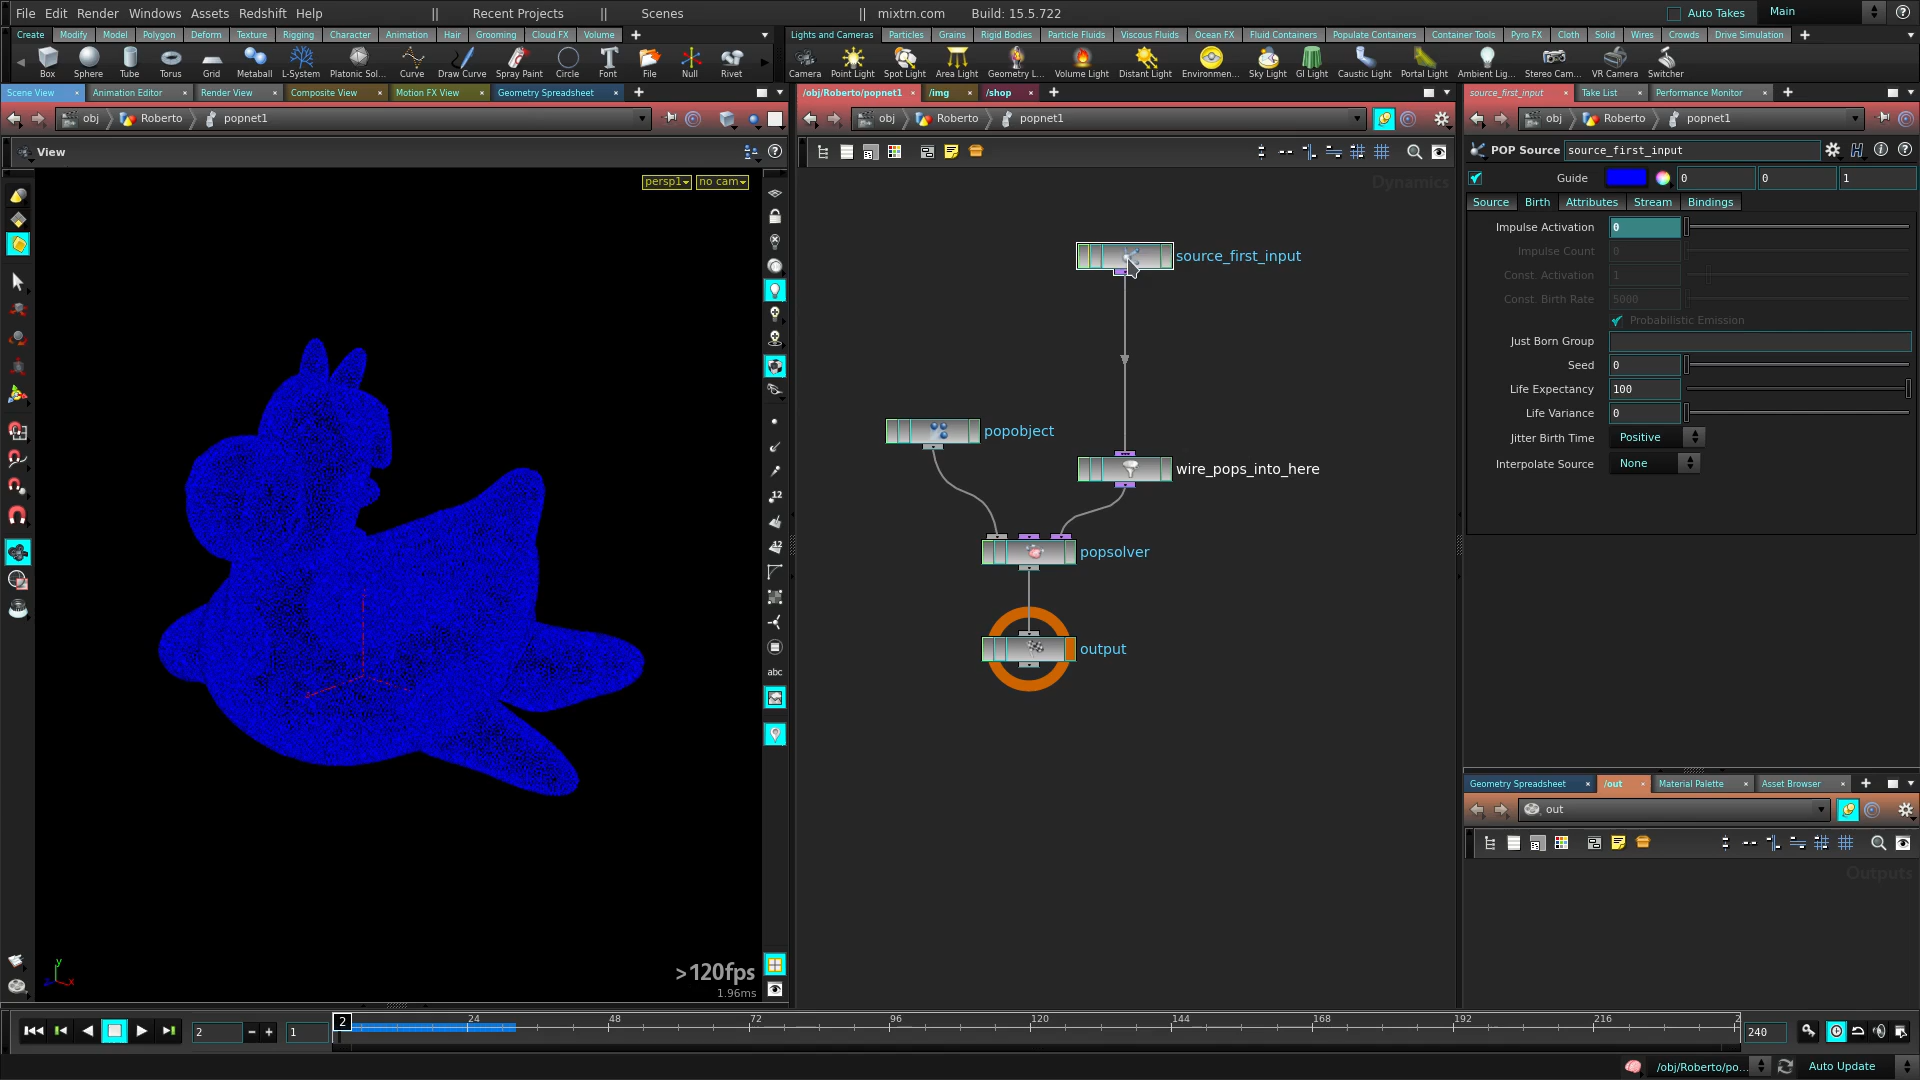 File Edit Render Windows Assets Redshift Help || Recent Projects || Scenes || mixtrn.com Build: 15.5.722 Auto Takes Main
Create Modify Model Polygon Deform Texture Rigging Character Animation Hair Grooming Cloud FX Volume
Lights and Cameras Particles Grains Rigid Bodies Particle Fluids Viscous Fluids Ocean FX Fluid Containers Populate Containers Container Tools Pyro FX Cloth Solid Wires Crowds Drive Simulation
Box Sphere Tube Torus Grid Metaball L-System Platonic Sol... Curve Draw Curve Spray Paint Circle Font File Null Rivet
Camera Point Light Spot Light Area Light Geometry L... Volume Light Distant Light Environmen... Sky Light GI Light Caustic Light Portal Light Ambient Lig... Stereo Cam... VR Camera Switcher
Scene View Animation Editor Render View Composite View Motion FX View Geometry Spreadsheet
/obj/Roberto/popnet1 /img /shop
source_first_input Take List Performance Monitor
obj Roberto popnet1
obj Roberto popnet1
obj Roberto popnet1
View
persp1 no cam
Dynamics
source_first_input
popobject
wire_pops_into_here
popsolver
output
POP Source source_first_input
Guide 0 0 1
Source Birth Attributes Stream Bindings
Impulse Activation 0
Impulse Count 0
Const. Activation 1
Const. Birth Rate 5000
Probabilistic Emission
Just Born Group
Seed 0
Life Expectancy 100
Life Variance 0
Jitter Birth Time Positive
Interpolate Source None
12
12
abc
y
x
>120fps
1.96ms
Geometry Spreadsheet /out Material Palette Asset Browser
out
Outputs
2 1 2 24 48 72 96 120 144 168 192 216 2 240
/obj/Roberto/po... Auto Update